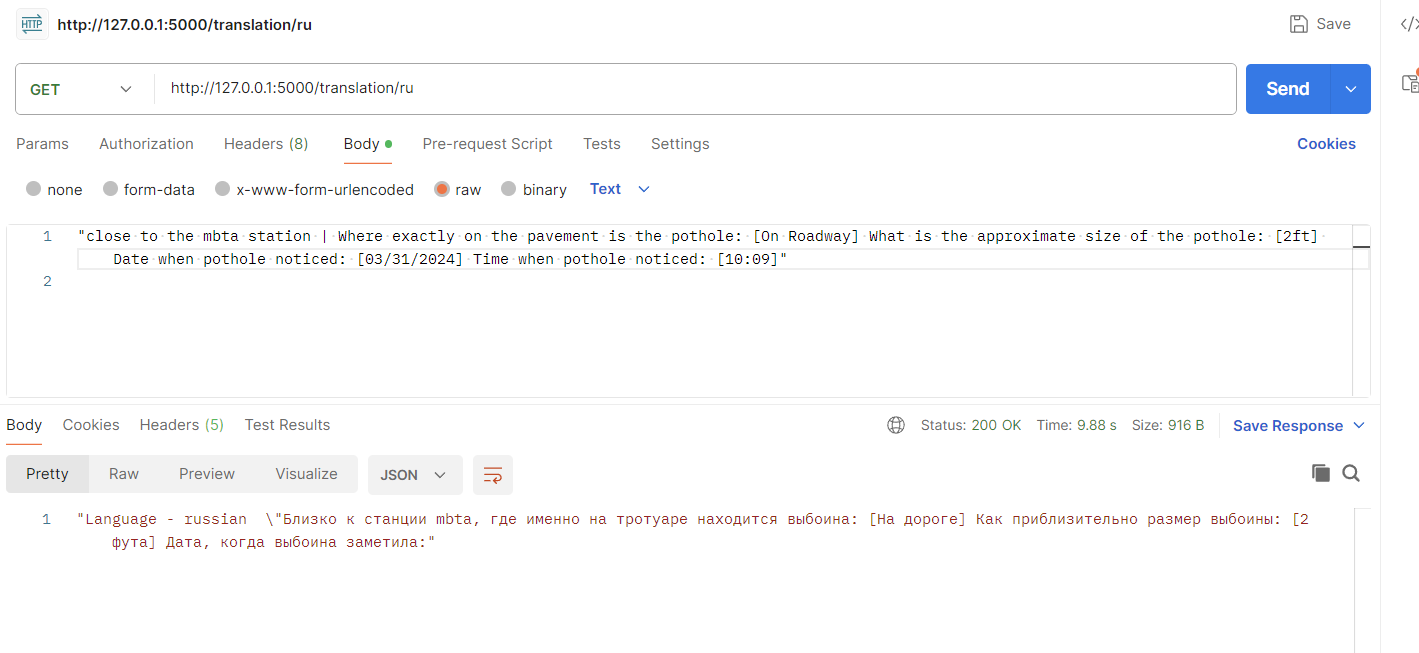 HTTP http://127.0.0.1:5000/translation/ru Save
GET http://127.0.0.1:5000/translation/ru Send
Params Authorization Headers (8) Body Pre-request Script Tests Settings Cookies
none form-data x-www-form-urlencoded raw binary Text
1 "close to the mbta station | Where exactly on the pavement is the pothole: [On Roadway] What is the approximate size of the pothole: [2ft]
Date when pothole noticed: [03/31/2024] Time when pothole noticed: [10:09]"
2
Body Cookies Headers (5) Test Results Status: 200 OK Time: 9.88 s Size: 916 B Save Response
Pretty Raw Preview Visualize JSON
1 "Language - russian  \"Близко к станции mbta, где именно на тротуаре находится выбоина: [На дороге] Как приблизительно размер выбоины: [2
фута] Дата, когда выбоина заметила:"